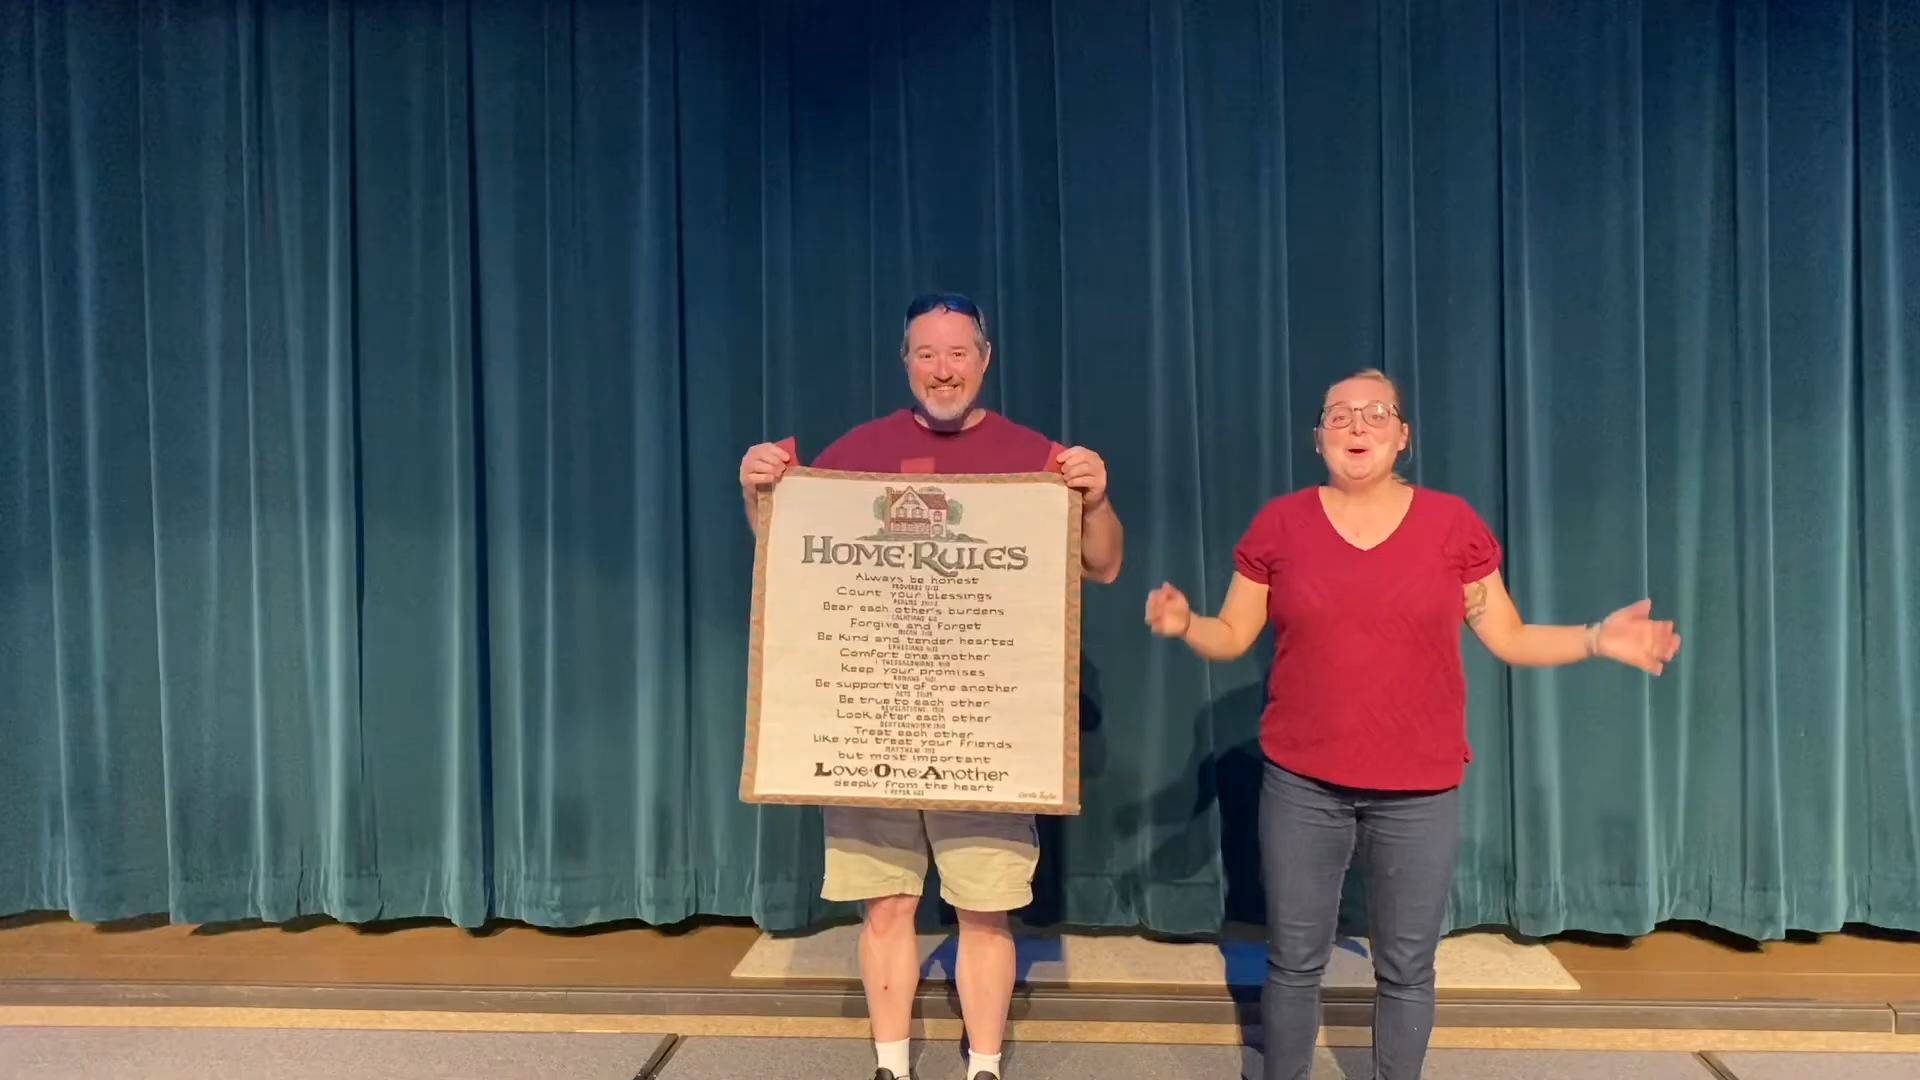 HOME·RULES
Always be honest
Count your blessings
Bear each other's burdens
Forgive and Forget
Be Kind and tender hearted
Comfort one another
Keep your promises
Be supportive of one another
Be true to each other
Look after each other
Treat each other
Like you treat your Friends
but most important
Love·One·Another
deeply from the heart